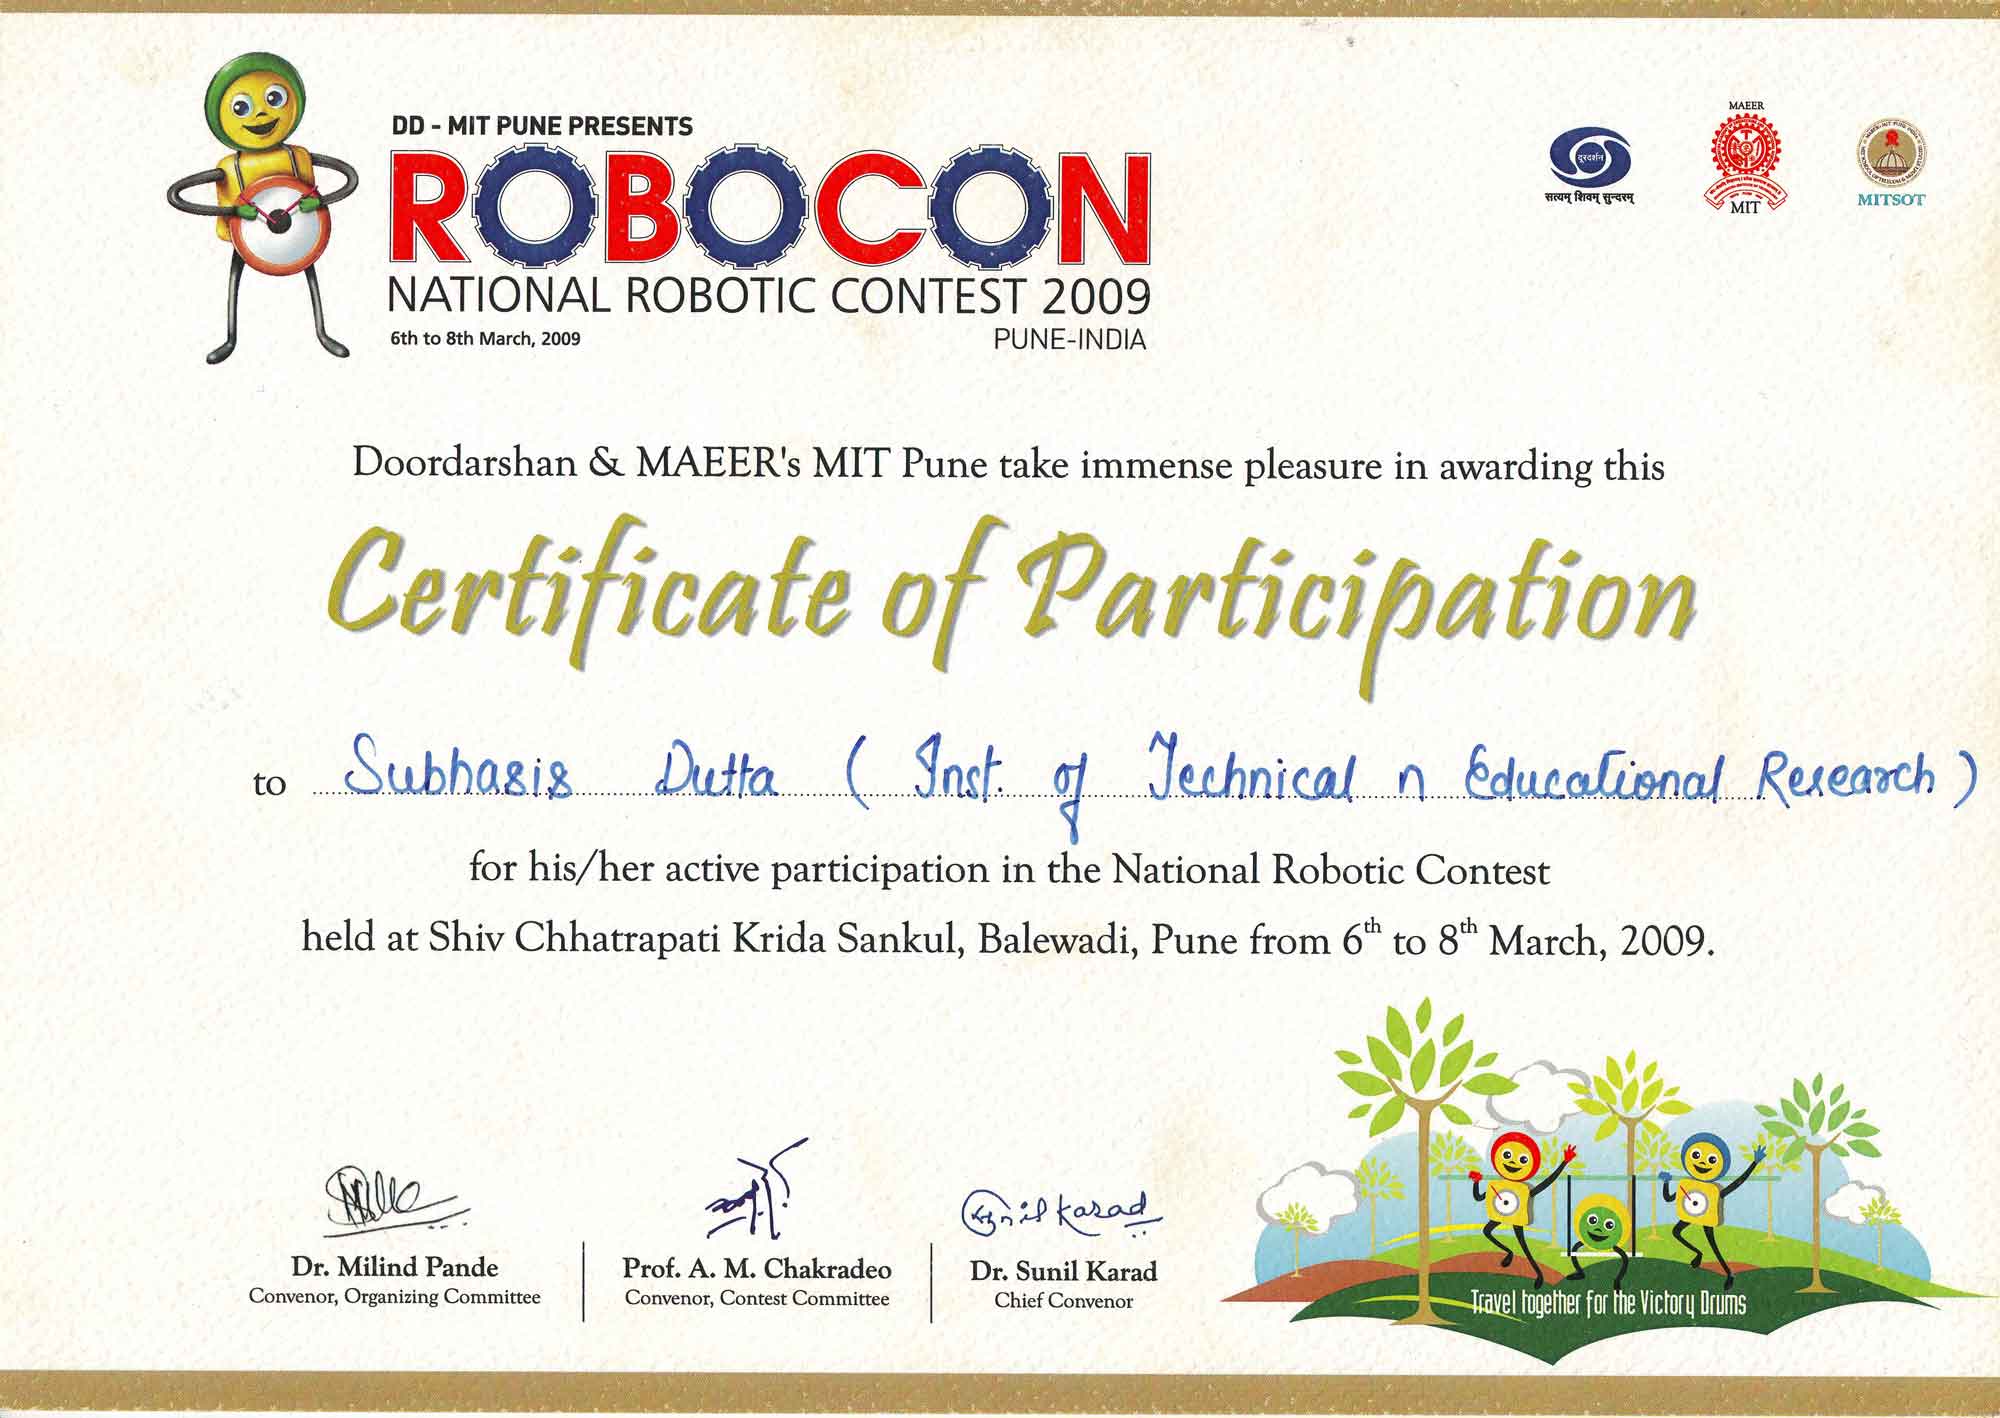 DD - MIT PUNE PRESENTS
ROBOCON
NATIONAL ROBOTIC CONTEST 2009
6th to 8th March, 2009
PUNE-INDIA
दूरदर्शन
सत्यम् शिवम् सुन्दरम्
MAEER
MIT
MITSOT
Doordarshan & MAEER's MIT Pune take immense pleasure in awarding this
Certificate of Participation
to Subhasis Dutta ( Inst. of Technical n Educational Research )
for his/her active participation in the National Robotic Contest
held at Shiv Chhatrapati Krida Sankul, Balewadi, Pune from 6th to 8th March, 2009.
Sunil Karad
Dr. Milind Pande
Convenor, Organizing Committee
Prof. A. M. Chakradeo
Convenor, Contest Committee
Dr. Sunil Karad
Chief Convenor
Travel together for the Victory Drums